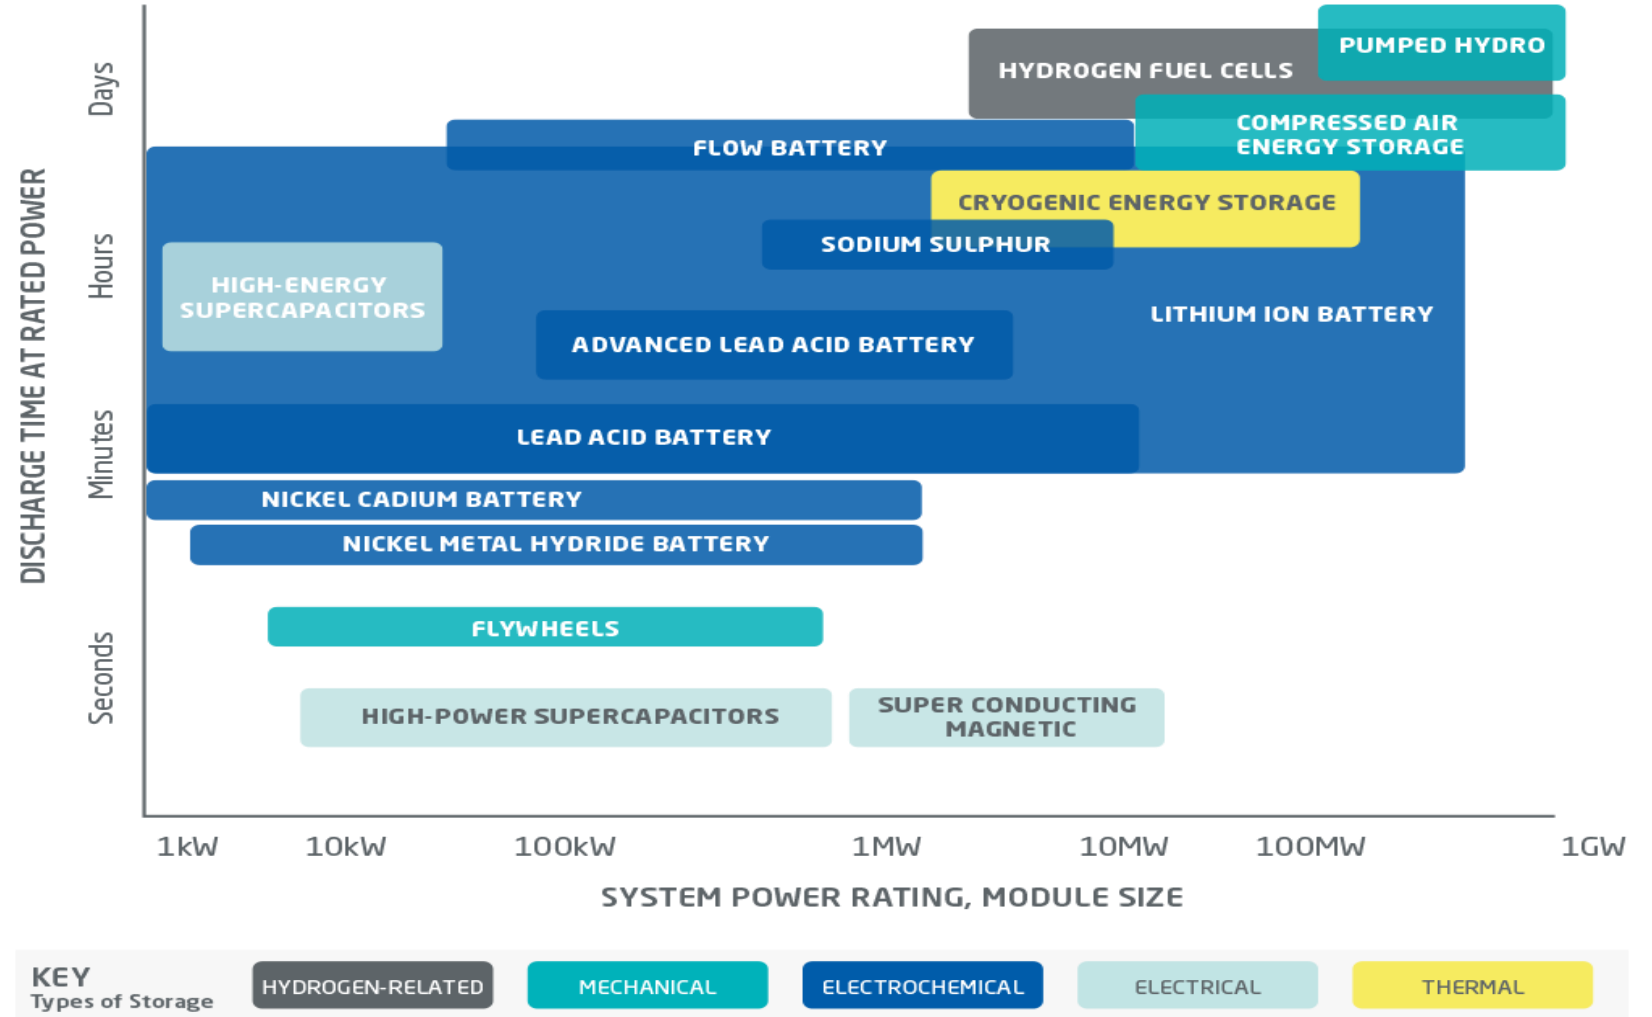 PUMPED HYDRO
HYDROGEN FUEL CELLS
COMPRESSED AIR
ENERGY STORAGE
FLOW BATTERY
CRYOGENIC ENERGY STORAGE
SODIUM SULPHUR
HIGH-ENERGY
SUPERCAPACITORS
LITHIUM ION BATTERY
ADVANCED LEAD ACID BATTERY
LEAD ACID BATTERY
NICKEL CADIUM BATTERY
NICKEL METAL HYDRIDE BATTERY
FLYWHEELS
HIGH-POWER SUPERCAPACITORS
SUPER CONDUCTING
MAGNETIC
DISCHARGE TIME AT RATED POWER
Days
Hours
Minutes
Seconds
1kW 10kW 100kW 1MW 10MW 100MW 1GW
SYSTEM POWER RATING, MODULE SIZE
KEY
Types of Storage
HYDROGEN-RELATED MECHANICAL ELECTROCHEMICAL ELECTRICAL THERMAL